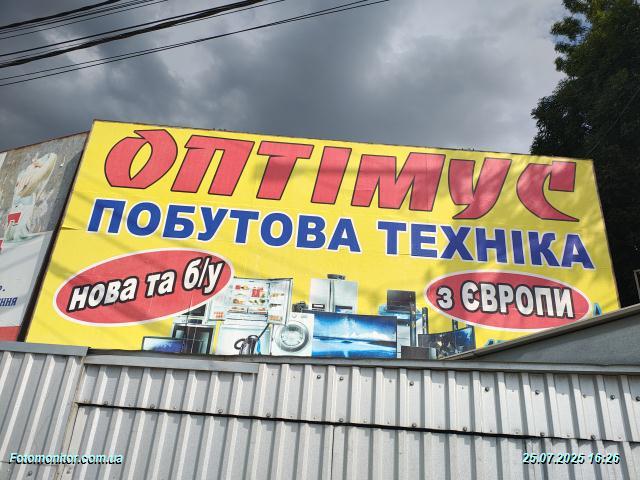 ОПТІМУС
ПОБУТОВА ТЕХНІКА
нова та б/у
з ЄВРОПИ
Fotomonitor.com.ua
25.07.2025 16:26